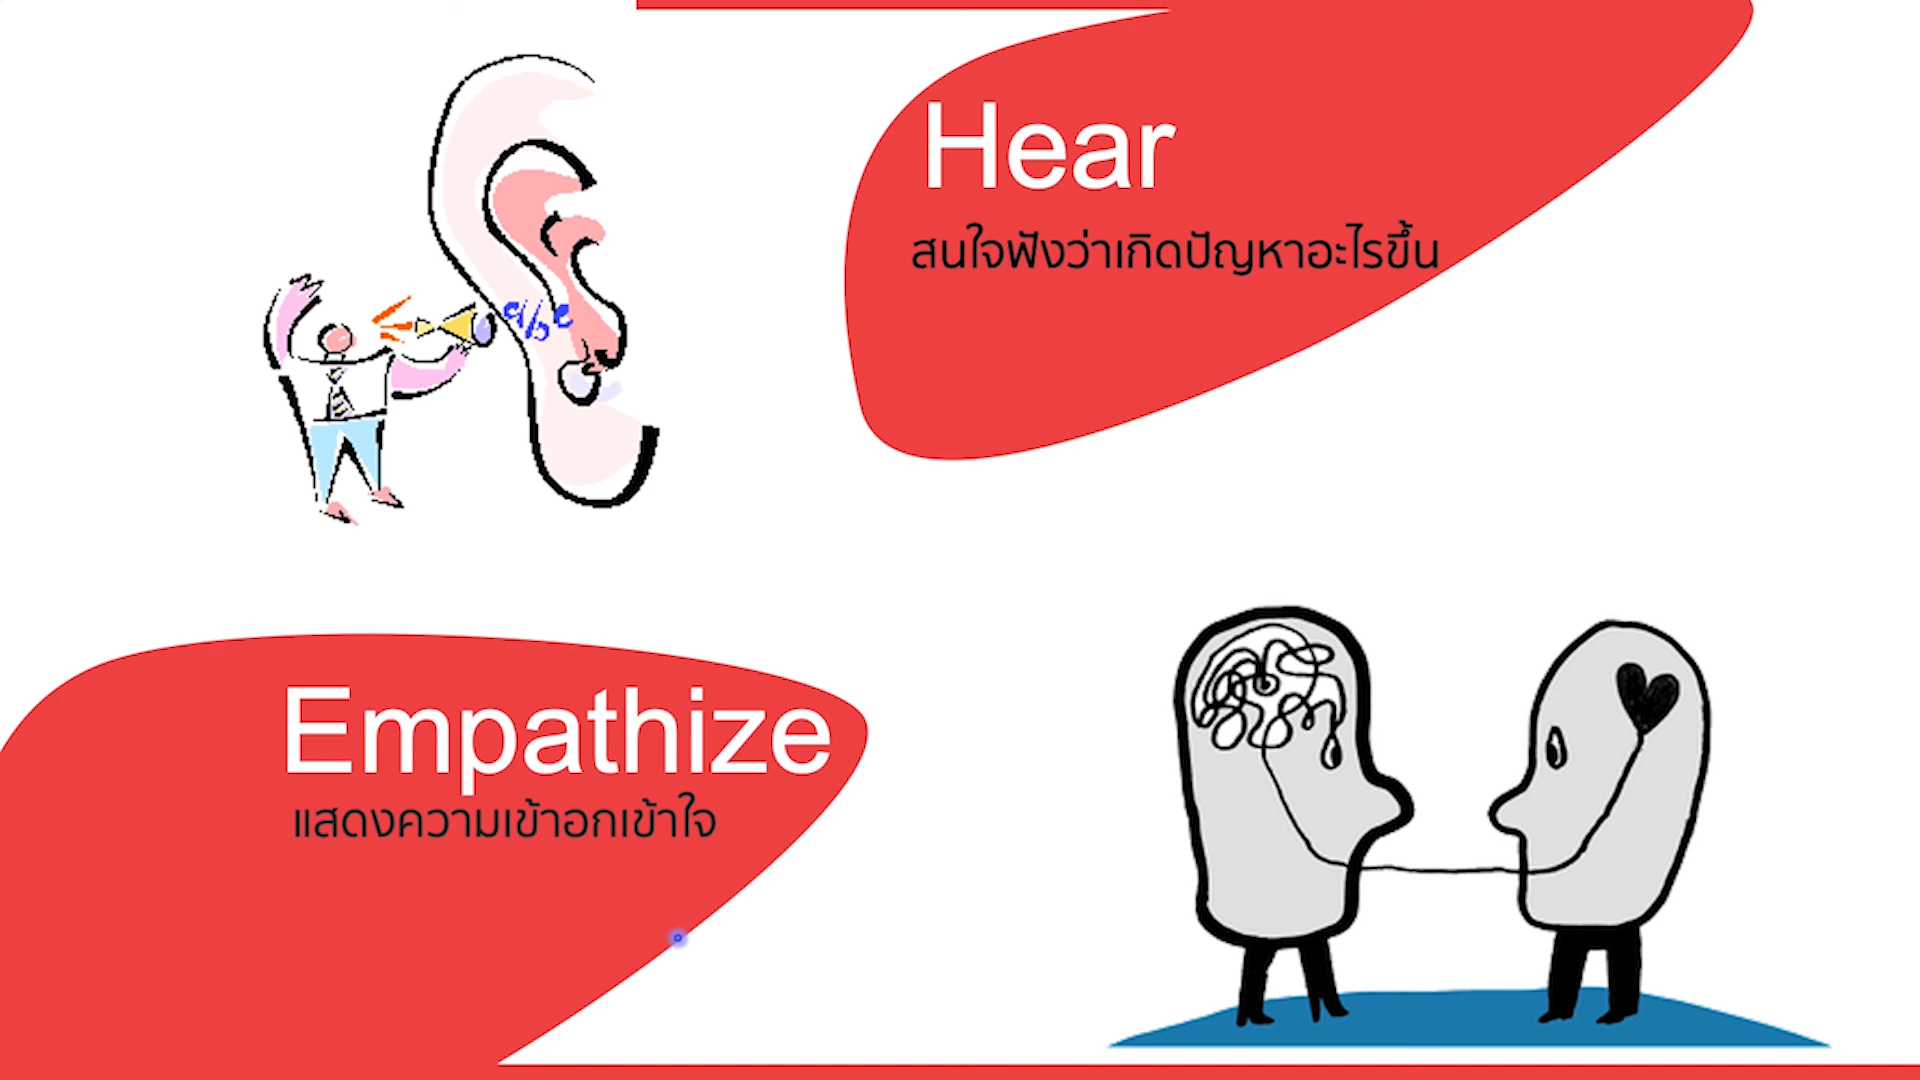 Hear
สนใจฟังว่าเกิดปัญหาอะไรขึ้น
a/b e
Empathize
แสดงความเข้าอกเข้าใจ